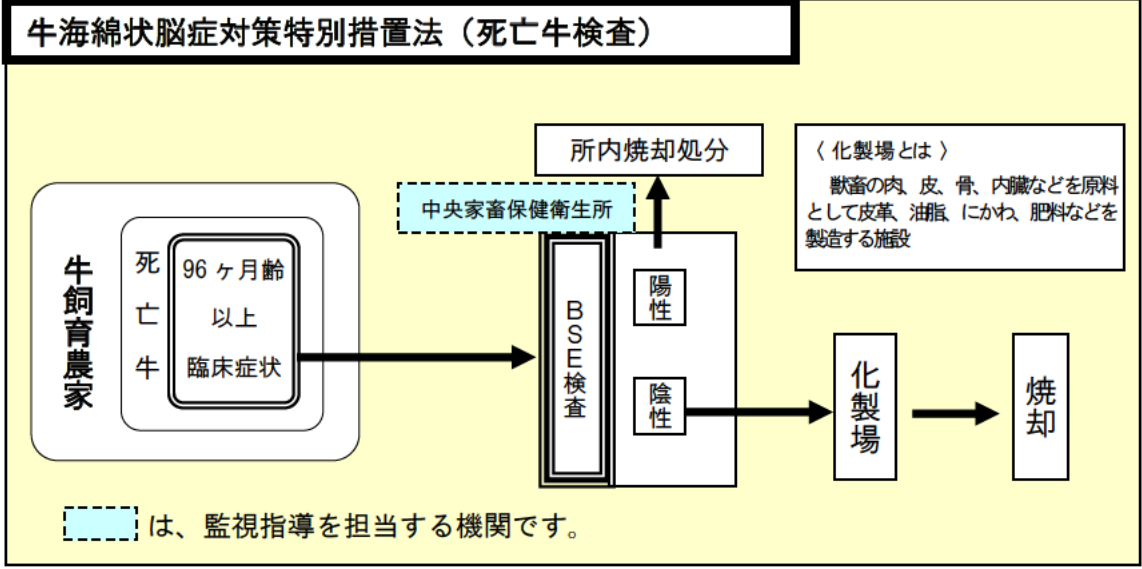 牛海綿状脳症対策特別措置法（死亡牛検査）
所内焼却処分
〈 化製場とは 〉
獣畜の肉、皮、骨、内臓などを原料
として皮革、油脂、にかわ、肥料などを
製造する施設
中央家畜保健衛生所
牛飼育農家
死亡牛
96 ヶ月齢
以上
臨床症状
BSE検査
陽性
陰性
化製場
焼却
は、監視指導を担当する機関です。